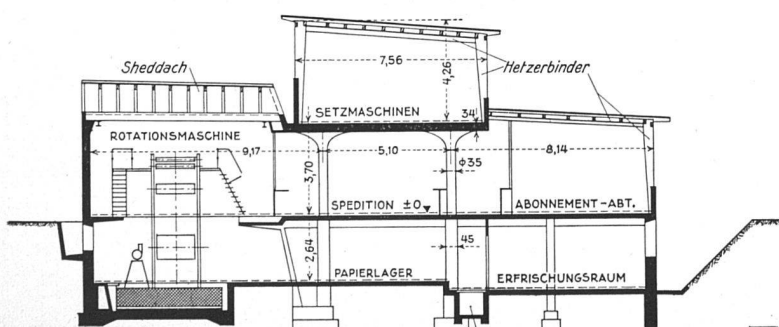 Sheddach
7,56
4,26
Hetzerbinder
SETZMASCHINEN
34
ROTATIONSMASCHINE
9,17
5,10
8,14
ϕ35
3,70
SPEDITION ±0
ABONNEMENT-ABT.
2,64
45
PAPIERLAGER
ERFRISCHUNGSRAUM